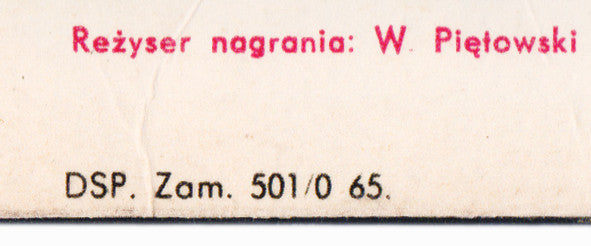 Reżyser nagrania: W. Piętowski
DSP. Zam. 501/0 65.